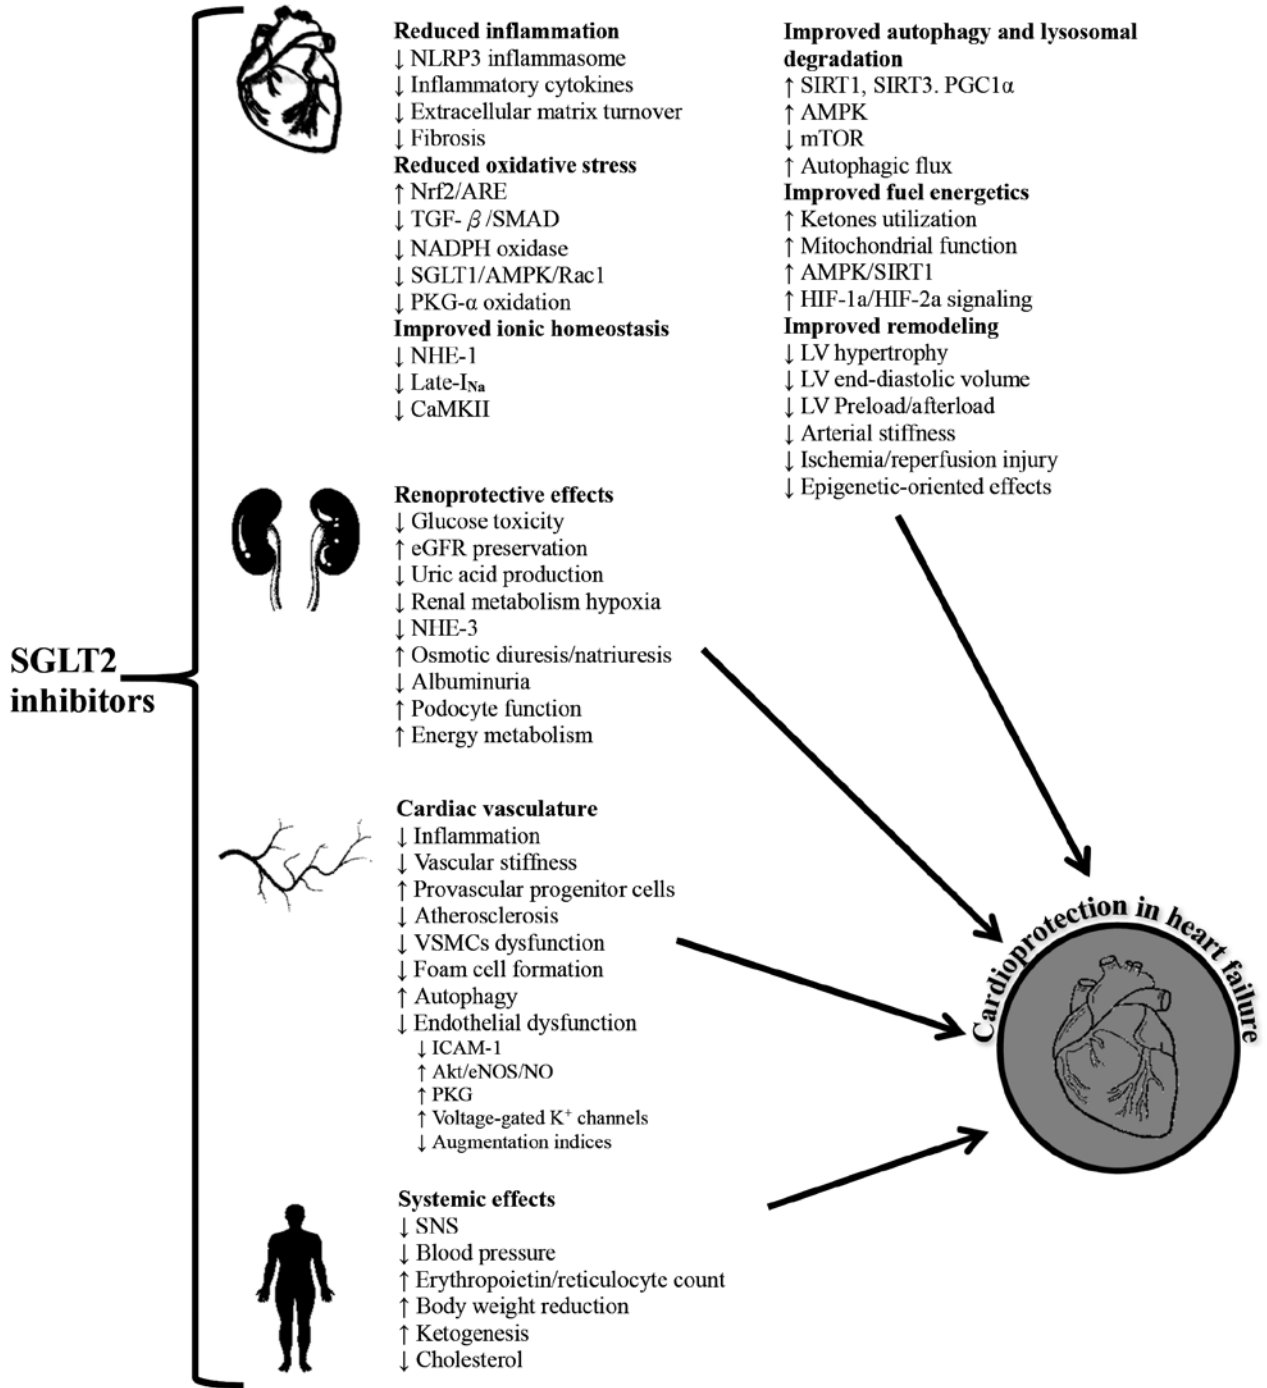 SGLT2
inhibitors
Reduced inflammation
↓ NLRP3 inflammasome
↓ Inflammatory cytokines
↓ Extracellular matrix turnover
↓ Fibrosis
Reduced oxidative stress
↑ Nrf2/ARE
↓ TGF- β/SMAD
↓ NADPH oxidase
↓ SGLT1/AMPK/Rac1
↓ PKG-α oxidation
Improved ionic homeostasis
↓ NHE-1
↓ Late-INa
↓ CaMKII
Improved autophagy and lysosomal
degradation
↑ SIRT1, SIRT3. PGC1α
↑ AMPK
↓ mTOR
↑ Autophagic flux
Improved fuel energetics
↑ Ketones utilization
↑ Mitochondrial function
↑ AMPK/SIRT1
↑ HIF-1a/HIF-2a signaling
Improved remodeling
↓ LV hypertrophy
↓ LV end-diastolic volume
↓ LV Preload/afterload
↓ Arterial stiffness
↓ Ischemia/reperfusion injury
↓ Epigenetic-oriented effects
Renoprotective effects
↓ Glucose toxicity
↑ eGFR preservation
↓ Uric acid production
↓ Renal metabolism hypoxia
↓ NHE-3
↑ Osmotic diuresis/natriuresis
↓ Albuminuria
↑ Podocyte function
↑ Energy metabolism
Cardiac vasculature
↓ Inflammation
↓ Vascular stiffness
↑ Provascular progenitor cells
↓ Atherosclerosis
↓ VSMCs dysfunction
↓ Foam cell formation
↑ Autophagy
↓ Endothelial dysfunction
↓ ICAM-1
↑ Akt/eNOS/NO
↑ PKG
↑ Voltage-gated K⁺ channels
↓ Augmentation indices
Systemic effects
↓ SNS
↓ Blood pressure
↑ Erythropoietin/reticulocyte count
↑ Body weight reduction
↑ Ketogenesis
↓ Cholesterol
Cardioprotection in heart failure